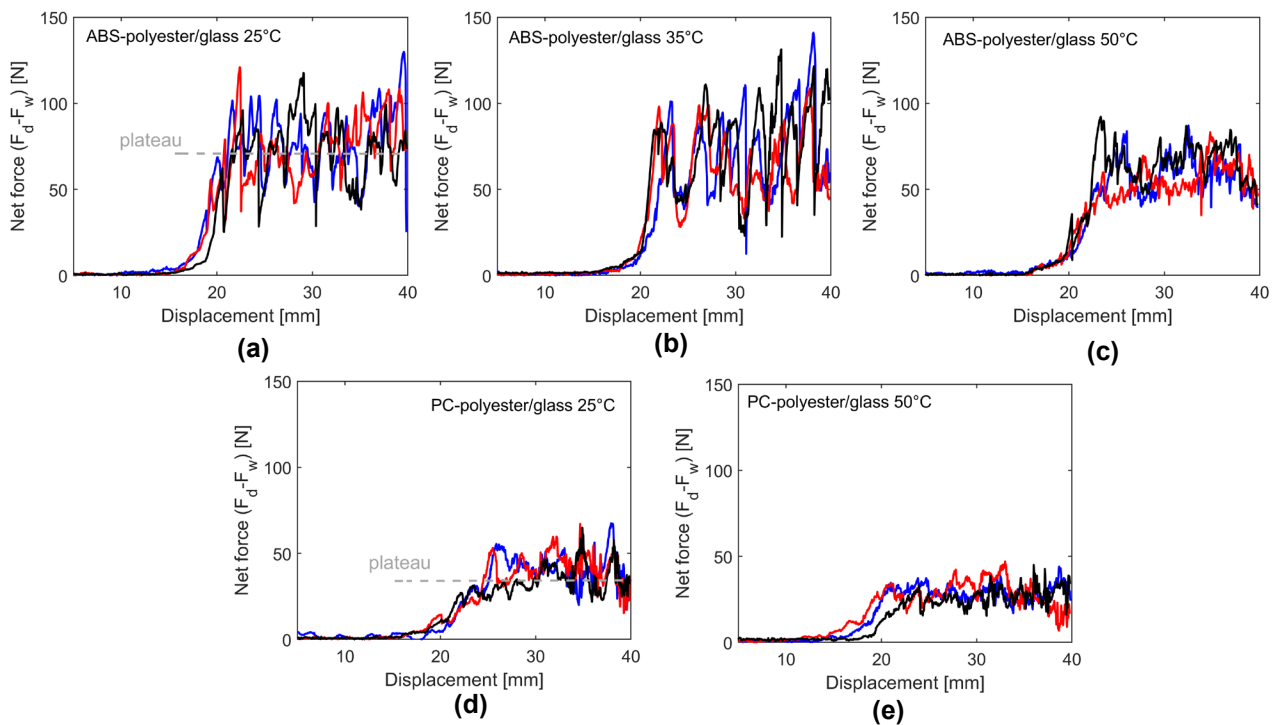 ABS-polyester/glass 25°C
plateau
Net force (F_d-F_w) [N]
150
100
50
0
10
20
30
40
Displacement [mm]
(a)
ABS-polyester/glass 35°C
Net force (F_d-F_w) [N]
150
100
50
0
10
20
30
40
Displacement [mm]
(b)
ABS-polyester/glass 50°C
Net force (F_d-F_w) [N]
150
100
50
0
10
20
30
40
Displacement [mm]
(c)
PC-polyester/glass 25°C
plateau
Net force (F_d-F_w) [N]
150
100
50
0
10
20
30
40
Displacement [mm]
(d)
PC-polyester/glass 50°C
Net force (F_d-F_w) [N]
150
100
50
0
10
20
30
40
Displacement [mm]
(e)